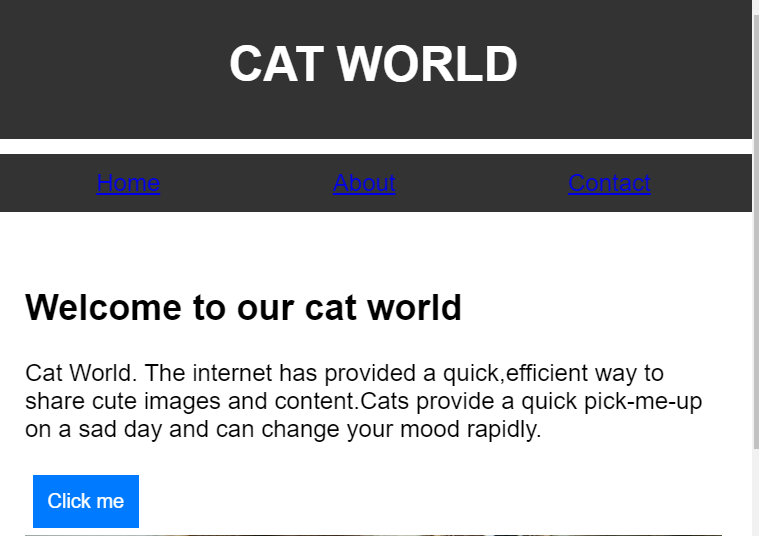 CAT WORLD
Home About Contact
Welcome to our cat world
Cat World. The internet has provided a quick,efficient way to
share cute images and content.Cats provide a quick pick-me-up
on a sad day and can change your mood rapidly.
Click me